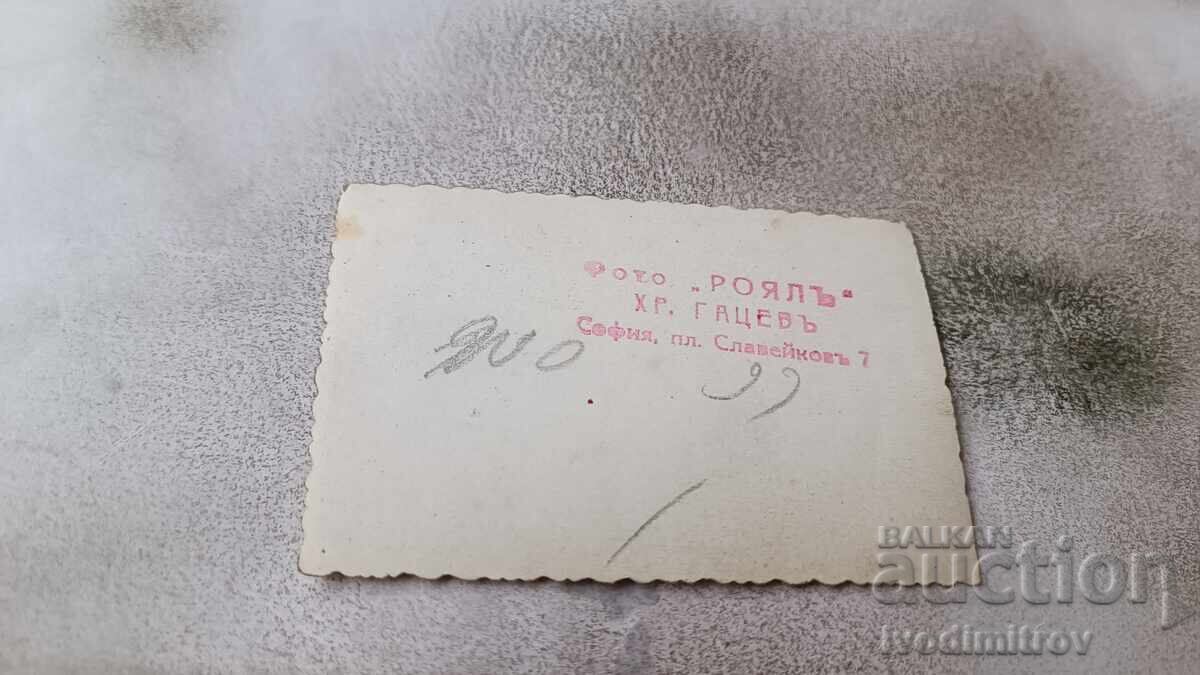 Фото „РОЯЛЪ“
ХР. ГАЦЕВЪ
София, пл. Славейковъ 7
99
BALKAN
auction
ivodimitrov